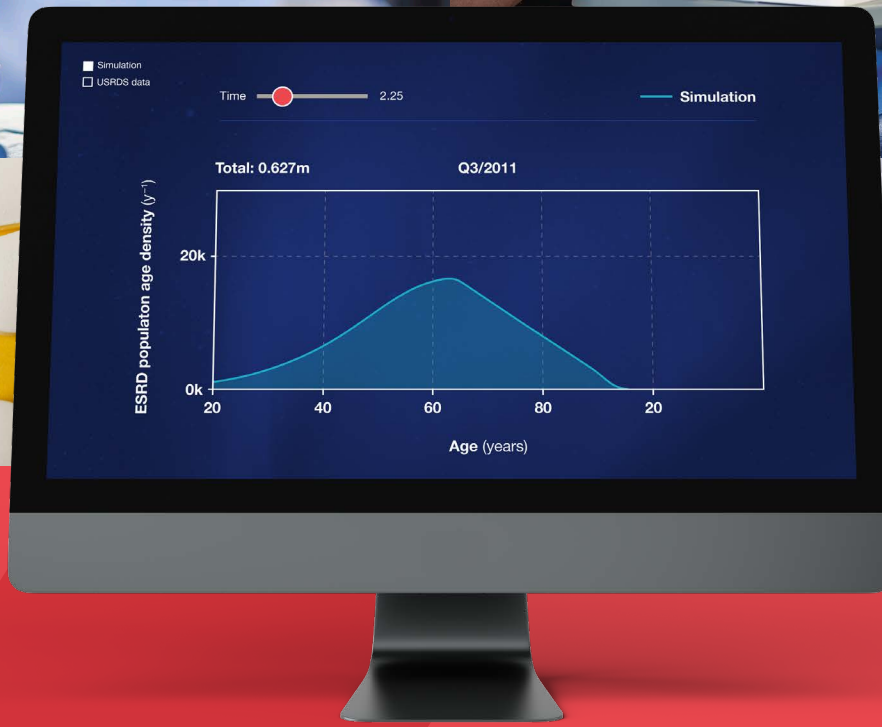 Simulation
USRDS data
Time 2.25
Simulation
Total: 0.627m Q3/2011
ESRD populaton age density (y⁻¹)
20k
0k
20 40 60 80 20
Age (years)